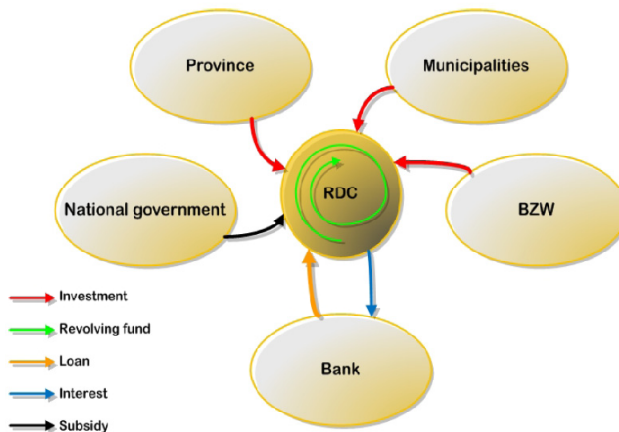 Province
Municipalities
RDC
National government
BZW
Investment
Revolving fund
Loan
Bank
Interest
Subsidy